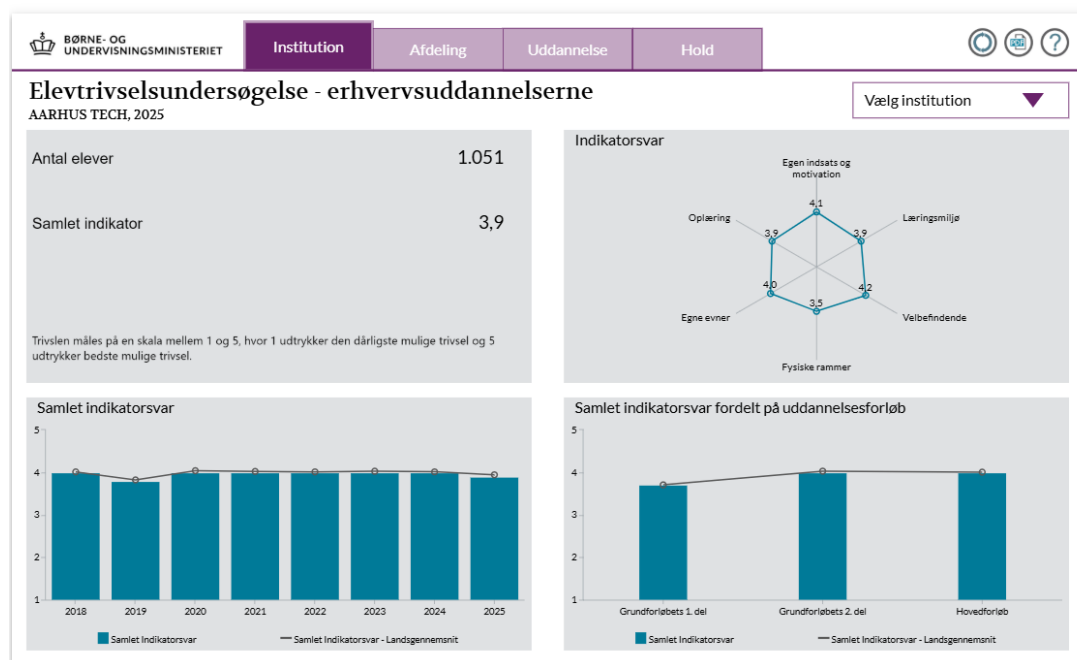 BØRNE- OG
UNDERVISNINGSMINISTERIET
Institution
Afdeling
Uddannelse
Hold
PDF
?
Elevtrivselsundersøgelse - erhvervsuddannelserne
AARHUS TECH, 2025
Vælg institution
Antal elever
1.051
Samlet indikator
3,9
Trivslen måles på en skala mellem 1 og 5, hvor 1 udtrykker den dårligste mulige trivsel og 5
udtrykker bedste mulige trivsel.
Indikatorsvar
Egen indsats og
motivation
4,1
Oplæring
Læringsmiljø
3,9
3,9
4,0
4,2
3,5
Egne evner
Velbefindende
Fysiske rammer
Samlet indikatorsvar
5
4
3
2
1
2018
2019
2020
2021
2022
2023
2024
2025
Samlet Indikatorsvar
Samlet Indikatorsvar - Landsgennemsnit
Samlet indikatorsvar fordelt på uddannelsesforløb
5
4
3
2
1
Grundforløbets 1. del
Grundforløbets 2. del
Hovedforløb
Samlet Indikatorsvar
Samlet Indikatorsvar - Landsgennemsnit